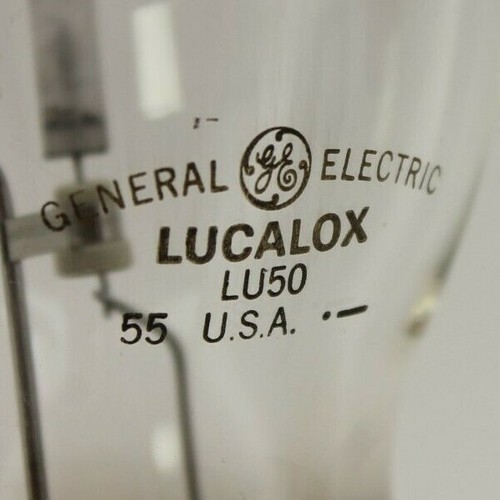 GENERAL GE ELECTRIC
LUCALOX
LU50
55 U.S.A. ·–